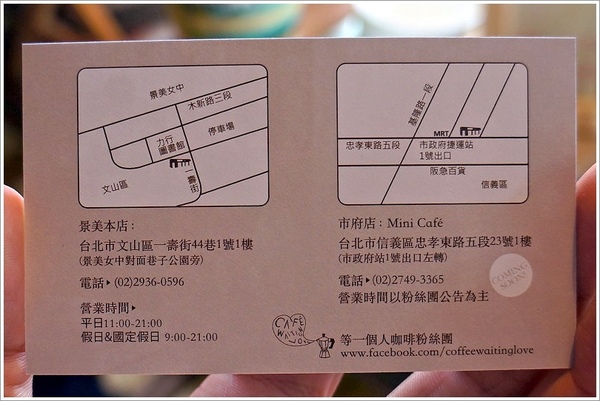 景美女中
木新路三段
力行
圖書館
停車場
一壽街
文山區
基隆路一段
MRT
忠孝東路五段
市政府捷運站
1號出口
阪急百貨
信義區
景美本店：
台北市文山區一壽街44巷1號1樓
(景美女中對面巷子公園旁)
電話▶(02)2936-0596
營業時間▶
平日11:00-21:00
假日&國定假日 9:00-21:00
市府店：Mini Café
台北市信義區忠孝東路五段23號1樓
(市政府站1號出口左轉)
電話▶(02)2749-3365
營業時間以粉絲團公告為主
COMING
SOON!
CAFE
WAITING
LOVE
等一個人咖啡粉絲團
www.facebook.com/coffeewaitinglove